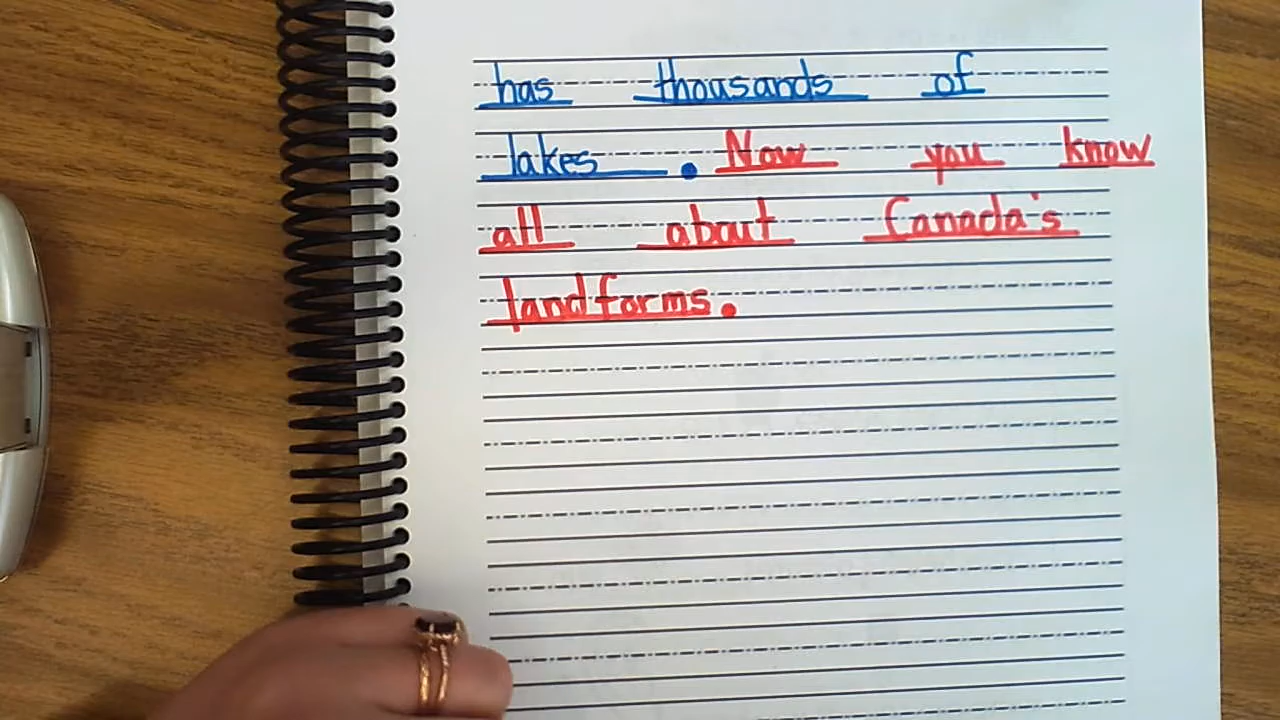 has thousands of
lakes. Now you know
all about Canada's
landforms.